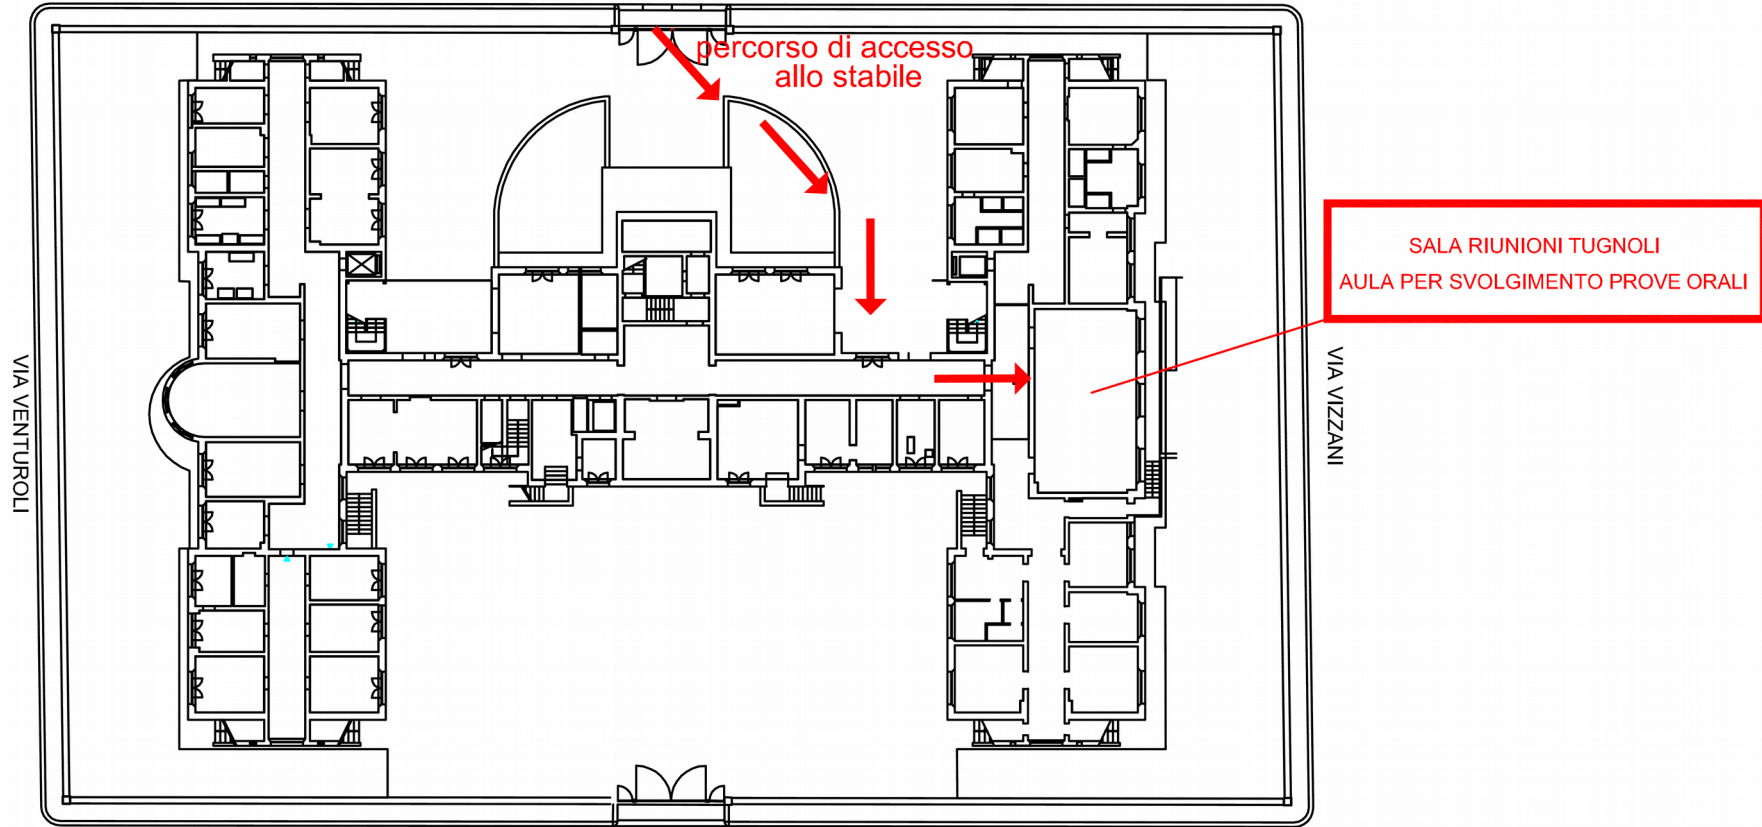 percorso di accesso
allo stabile
SALA RIUNIONI TUGNOLI
AULA PER SVOLGIMENTO PROVE ORALI
VIA VENTUROLI
VIA VIZZANI